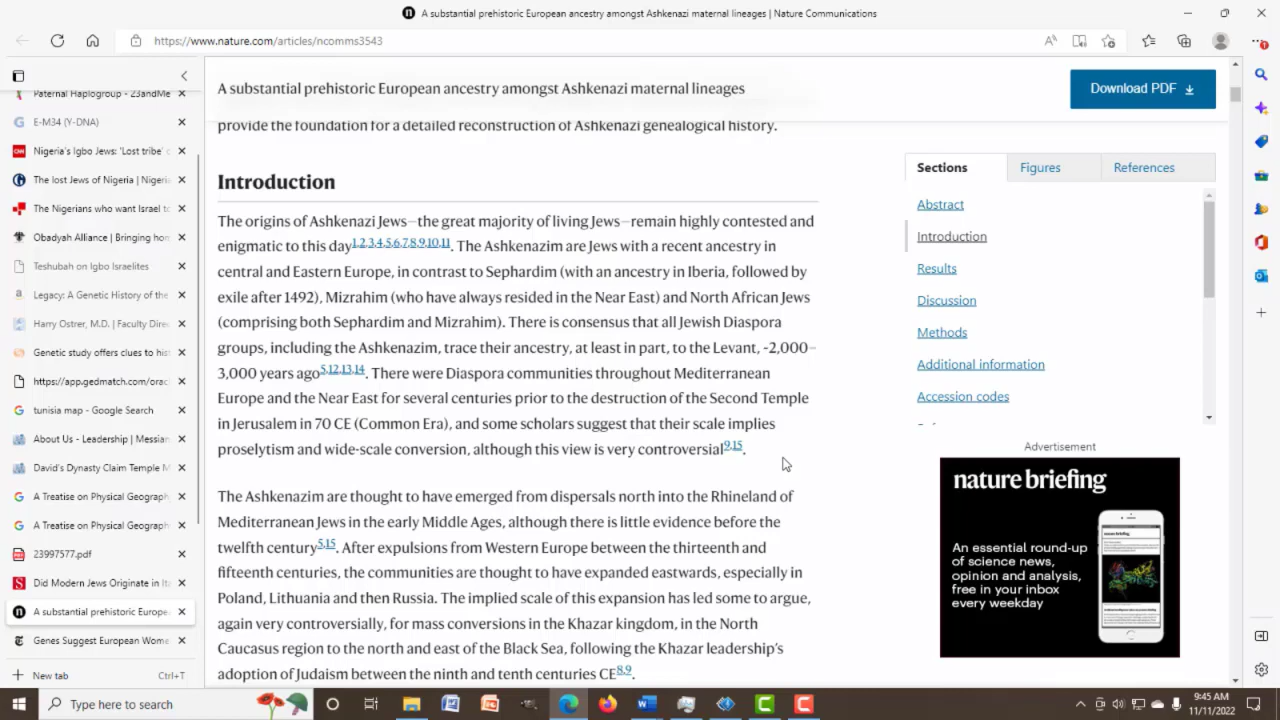 A substantial prehistoric European ancestry amongst Ashkenazi maternal lineages | Nature Communications
https://www.nature.com/articles/ncomms3543
Paternal Haplogroup - 23andMe
E-M34 (Y-DNA)
Nigeria's Igbo Jews: 'Lost tribe' o
The lost Jews of Nigeria | Nigeria
The Nigerians who want Israel to
Obadyah Alliance | Bringing hom
Teshubah on Igbo Israelites
Legacy: A Genetic History of the
Harry Ostrer, M.D. | Faculty Direc
Genetic study offers clues to hist
https://app.gedmatch.com/orac
tunisia map - Google Search
About Us - Leadership | Messian
David's Dynasty Claim Temple M
A Treatise on Physical Geograph
A Treatise on Physical Geograph
23997577.pdf
Did Modern Jews Originate in Ita
A substantial prehistoric Europea
Genes Suggest European Wome
New tab
Ctrl+T
A substantial prehistoric European ancestry amongst Ashkenazi maternal lineages
Download PDF
provide the foundation for a detailed reconstruction of Ashkenazi genealogical history.
Introduction
The origins of Ashkenazi Jews—the great majority of living Jews—remain highly contested and
enigmatic to this day1,2,3,4,5,6,7,8,9,10,11. The Ashkenazim are Jews with a recent ancestry in
central and Eastern Europe, in contrast to Sephardim (with an ancestry in Iberia, followed by
exile after 1492), Mizrahim (who have always resided in the Near East) and North African Jews
(comprising both Sephardim and Mizrahim). There is consensus that all Jewish Diaspora
groups, including the Ashkenazim, trace their ancestry, at least in part, to the Levant, ~2,000–
3,000 years ago5,12,13,14. There were Diaspora communities throughout Mediterranean
Europe and the Near East for several centuries prior to the destruction of the Second Temple
in Jerusalem in 70 CE (Common Era), and some scholars suggest that their scale implies
proselytism and wide-scale conversion, although this view is very controversial9,15.
The Ashkenazim are thought to have emerged from dispersals north into the Rhineland of
Mediterranean Jews in the early Middle Ages, although there is little evidence before the
twelfth century5,15. After expulsions from Western Europe between the thirteenth and
fifteenth centuries, the communities are thought to have expanded eastwards, especially in
Poland, Lithuania and then Russia. The implied scale of this expansion has led some to argue,
again very controversially, for mass conversions in the Khazar kingdom, in the North
Caucasus region to the north and east of the Black Sea, following the Khazar leadership's
adoption of Judaism between the ninth and tenth centuries CE8,9.
Sections
Figures
References
Abstract
Introduction
Results
Discussion
Methods
Additional information
Accession codes
Advertisement
nature briefing
An essential round-up
of science news,
opinion and analysis,
free in your inbox
every weekday
Type here to search
9:45 AM
11/11/2022